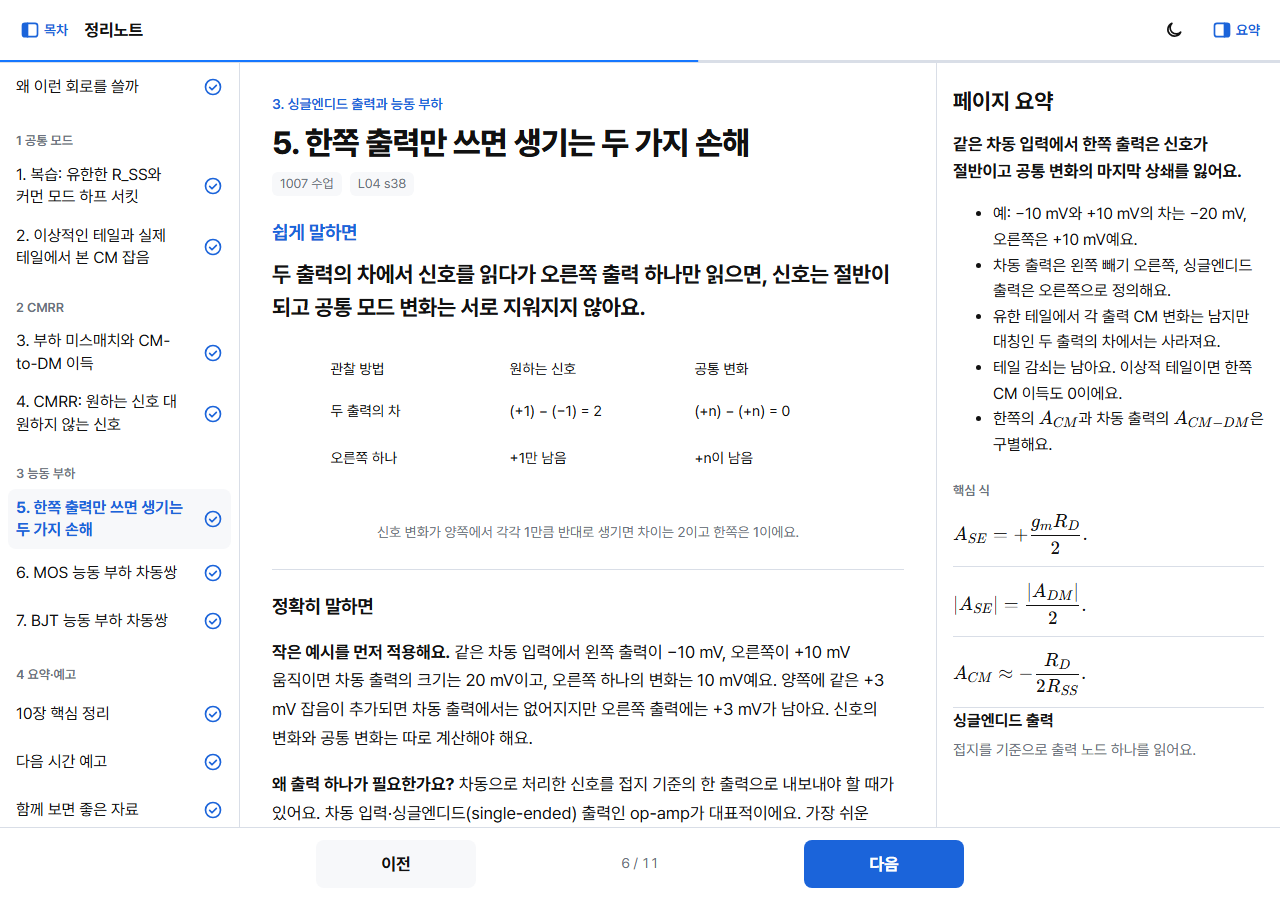 목차
정리노트
요약
왜 이런 회로를 쓸까
1 공통 모드
1. 복습: 유한한 R_SS와
커먼 모드 하프 서킷
2. 이상적인 테일과 실제
테일에서 본 CM 잡음
2 CMRR
3. 부하 미스매치와 CM-
to-DM 이득
4. CMRR: 원하는 신호 대
원하지 않는 신호
3 능동 부하
5. 한쪽 출력만 쓰면 생기는
두 가지 손해
6. MOS 능동 부하 차동쌍
7. BJT 능동 부하 차동쌍
4 요약·예고
10장 핵심 정리
다음 시간 예고
함께 보면 좋은 자료
3. 싱글엔디드 출력과 능동 부하
5. 한쪽 출력만 쓰면 생기는 두 가지 손해
1007 수업 L04 s38
쉽게 말하면
두 출력의 차에서 신호를 읽다가 오른쪽 출력 하나만 읽으면, 신호는 절반이
되고 공통 모드 변화는 서로 지워지지 않아요.
관찰 방법 원하는 신호 공통 변화
두 출력의 차 (+1) − (−1) = 2 (+n) − (+n) = 0
오른쪽 하나 +1만 남음 +n이 남음
신호 변화가 양쪽에서 각각 1만큼 반대로 생기면 차이는 2이고 한쪽은 1이에요.
정확히 말하면
작은 예시를 먼저 적용해요. 같은 차동 입력에서 왼쪽 출력이 −10 mV, 오른쪽이 +10 mV
움직이면 차동 출력의 크기는 20 mV이고, 오른쪽 하나의 변화는 10 mV예요. 양쪽에 같은 +3
mV 잡음이 추가되면 차동 출력에서는 없어지지만 오른쪽 출력에는 +3 mV가 남아요. 신호의
변화와 공통 변화는 따로 계산해야 해요.
왜 출력 하나가 필요한가요? 차동으로 처리한 신호를 접지 기준의 한 출력으로 내보내야 할 때가
있어요. 차동 입력·싱글엔디드(single-ended) 출력인 op-amp가 대표적이에요. 가장 쉬운
페이지 요약
같은 차동 입력에서 한쪽 출력은 신호가
절반이고 공통 변화의 마지막 상쇄를 잃어요.
• 예: −10 mV와 +10 mV의 차는 −20 mV,
오른쪽은 +10 mV예요.
• 차동 출력은 왼쪽 빼기 오른쪽, 싱글엔디드
출력은 오른쪽으로 정의해요.
• 유한 테일에서 각 출력 CM 변화는 남지만
대칭인 두 출력의 차에서는 사라져요.
• 테일 감쇠는 남아요. 이상적 테일이면 한쪽
CM 이득도 0이에요.
• 한쪽의 A_{CM}과 차동 출력의 A_{CM−DM}은
구별해요.
핵심 식
A_{SE} = +\frac{g_m R_D}{2}.
|A_{SE}| = \frac{|A_{DM}|}{2}.
A_{CM} ≈ −\frac{R_D}{2R_{SS}}.
싱글엔디드 출력
접지를 기준으로 출력 노드 하나를 읽어요.
이전
6 / 11
다음